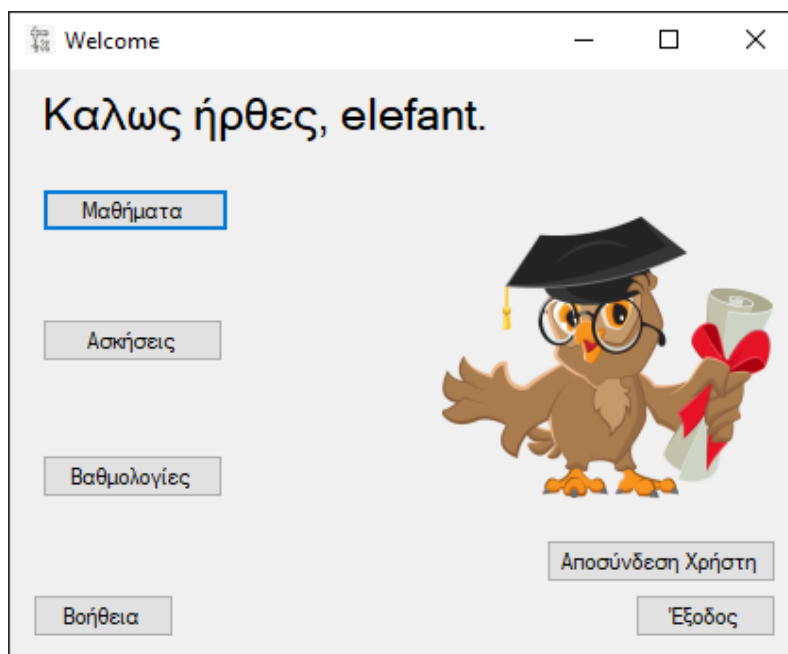 Welcome
Καλως ήρθες, elefant.
Μαθήματα
Ασκήσεις
Βαθμολογίες
Αποσύνδεση Χρήστη
Βοήθεια
Έξοδος